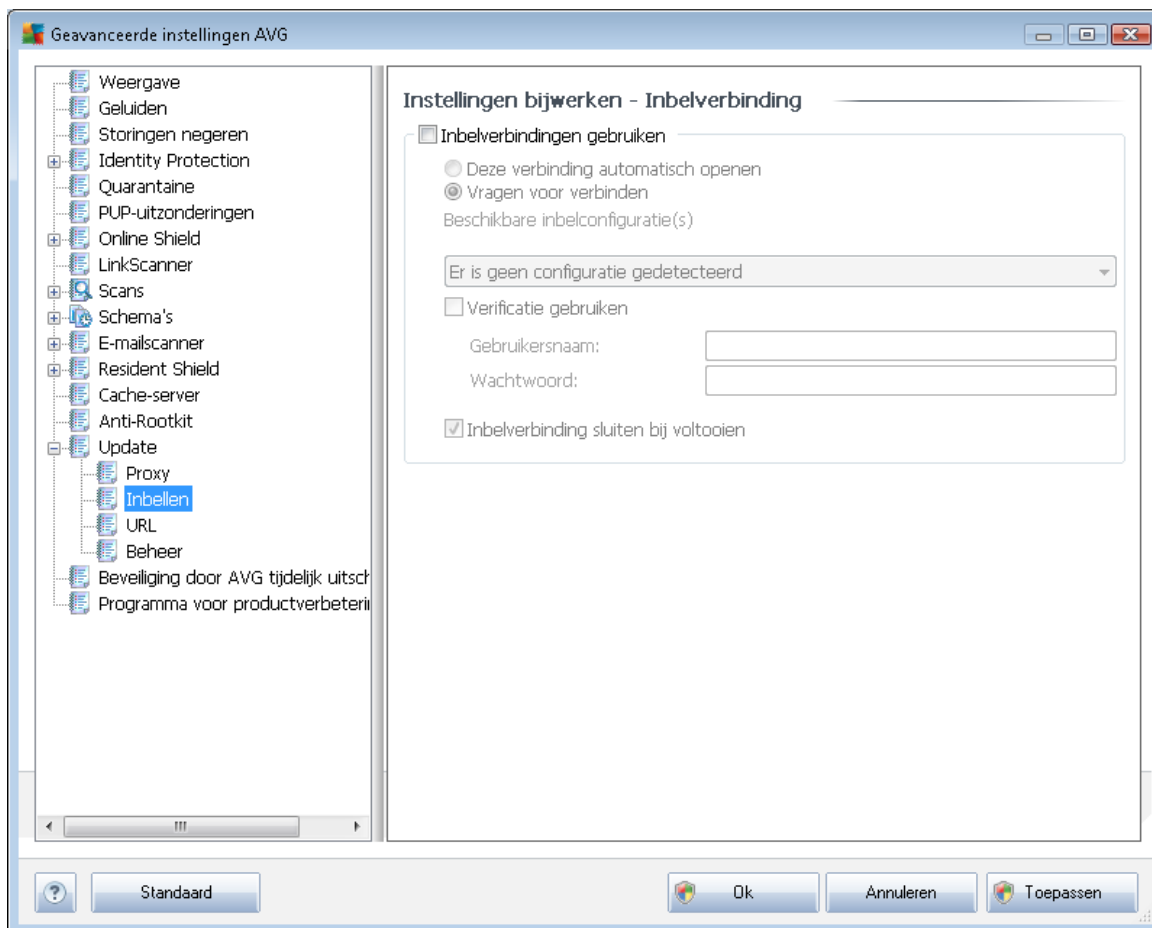 Geavanceerde instellingen AVG
Weergave
Geluiden
Storingen negeren
Identity Protection
Quarantaine
PUP-uitzonderingen
Online Shield
LinkScanner
Scans
Schema's
E-mailscanner
Resident Shield
Cache-server
Anti-Rootkit
Update
Proxy
Inbellen
URL
Beheer
Beveiliging door AVG tijdelijk uitsch
Programma voor productverbeteri
Instellingen bijwerken - Inbelverbinding
Inbelverbindingen gebruiken
Deze verbinding automatisch openen
Vragen voor verbinden
Beschikbare inbelconfiguratie(s)
Er is geen configuratie gedetecteerd
Verificatie gebruiken
Gebruikersnaam:
Wachtwoord:
Inbelverbinding sluiten bij voltooien
? Standaard Ok Annuleren Toepassen